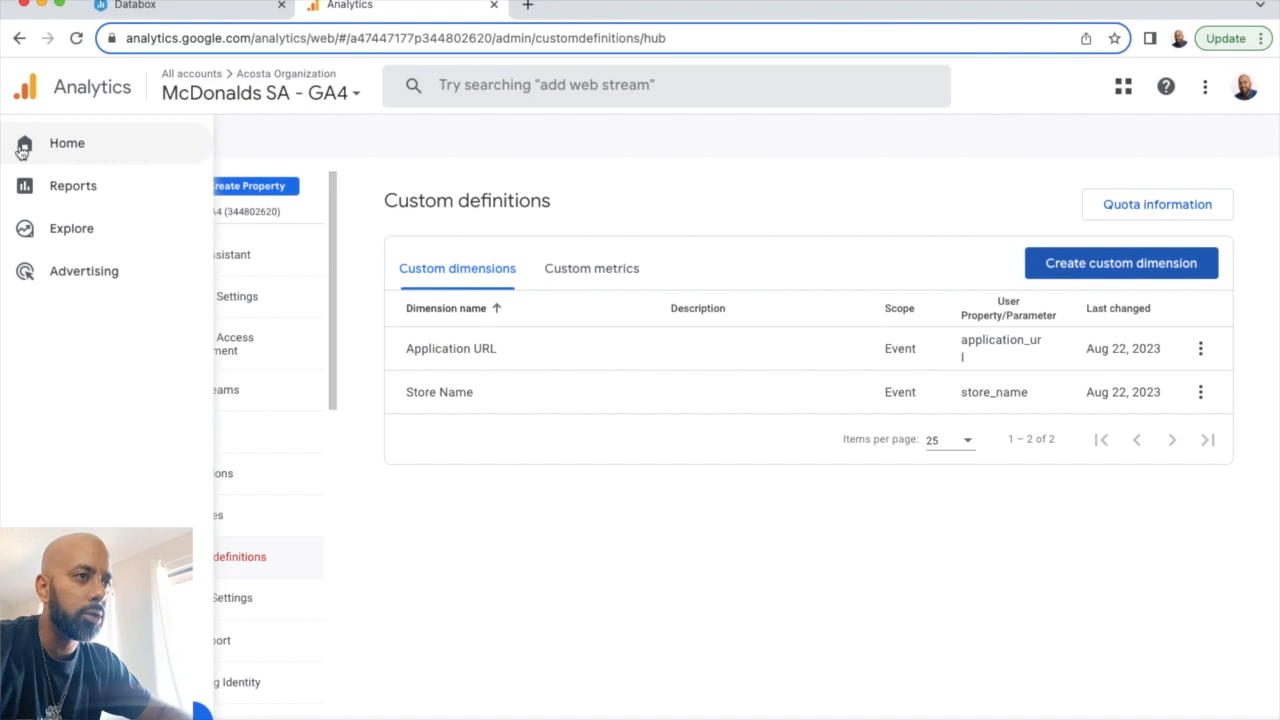 Databox
Analytics
analytics.google.com/analytics/web/#/a47447177p344802620/admin/customdefinitions/hub
Update
Analytics
All accounts > Acosta Organization
McDonalds SA - GA4
Try searching "add web stream"
Home
Reports
Explore
Advertising
reate Property
A4 (344802620)
ssistant
Settings
Access
ment
eams
ions
es
definitions
Settings
port
g Identity
Custom definitions
Quota information
Custom dimensions
Custom metrics
Create custom dimension
Dimension name
Description
Scope
User
Property/Parameter
Last changed
Application URL
Event
application_ur
l
Aug 22, 2023
Store Name
Event
store_name
Aug 22, 2023
Items per page:
25
1 – 2 of 2